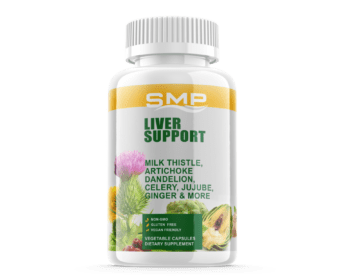 SMP
LIVER
SUPPORT
MILK THISTLE,
ARTICHOKE
DANDELION,
CELERY, JUJUBE,
GINGER & MORE
NON-GMO
GLUTEN FREE
VEGAN FRIENDLY
VEGETABLE CAPSULES
DIETARY SUPPLEMENT